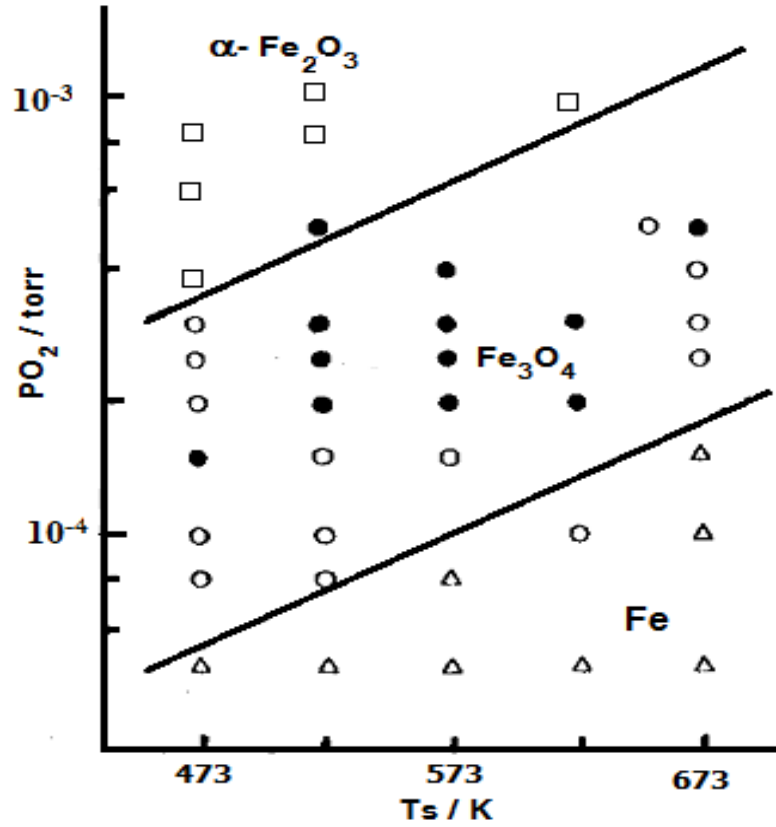 α- Fe₂O₃
10⁻³
PO₂ / torr
Fe₃O₄
10⁻⁴
Fe
473 573 673
Ts / K